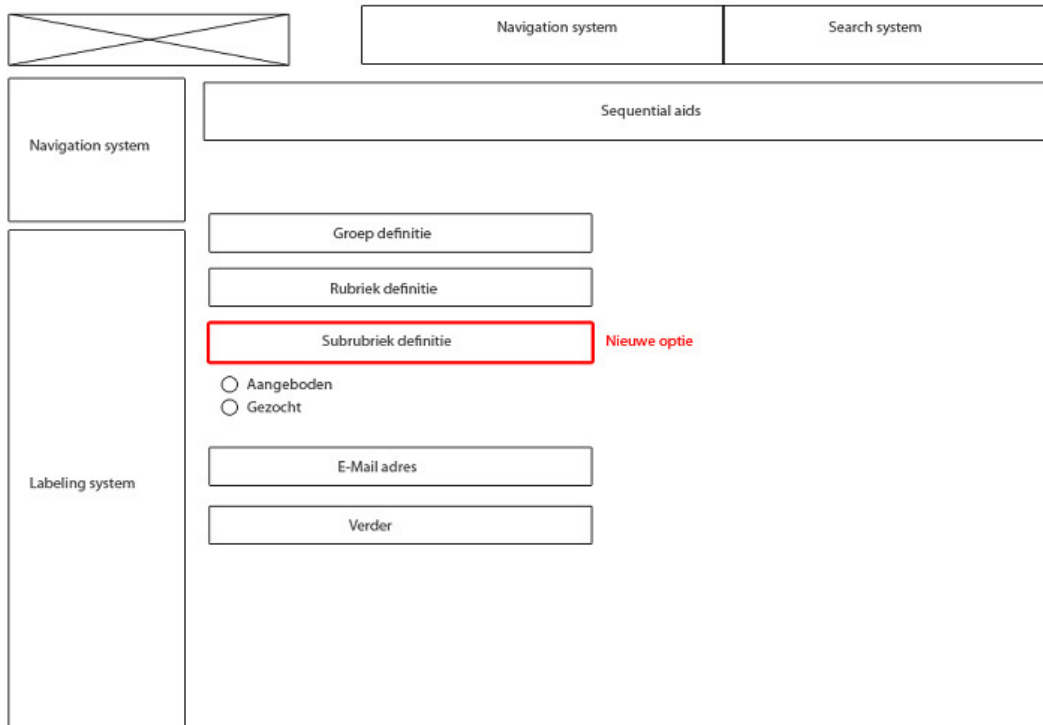 Navigation system
Search system
Sequential aids
Navigation system
Groep definitie
Rubriek definitie
Subrubriek definitie
Nieuwe optie
Aangeboden
Gezocht
E-Mail adres
Labeling system
Verder